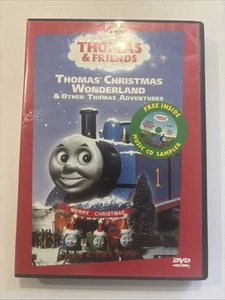 THOMAS
& FRIENDS
THOMAS' CHRISTMAS
WONDERLAND
& OTHER THOMAS ADVENTURES
FREE INSIDE
MUSIC CD SAMPLER
1
MERRY CHRISTMAS
DVD